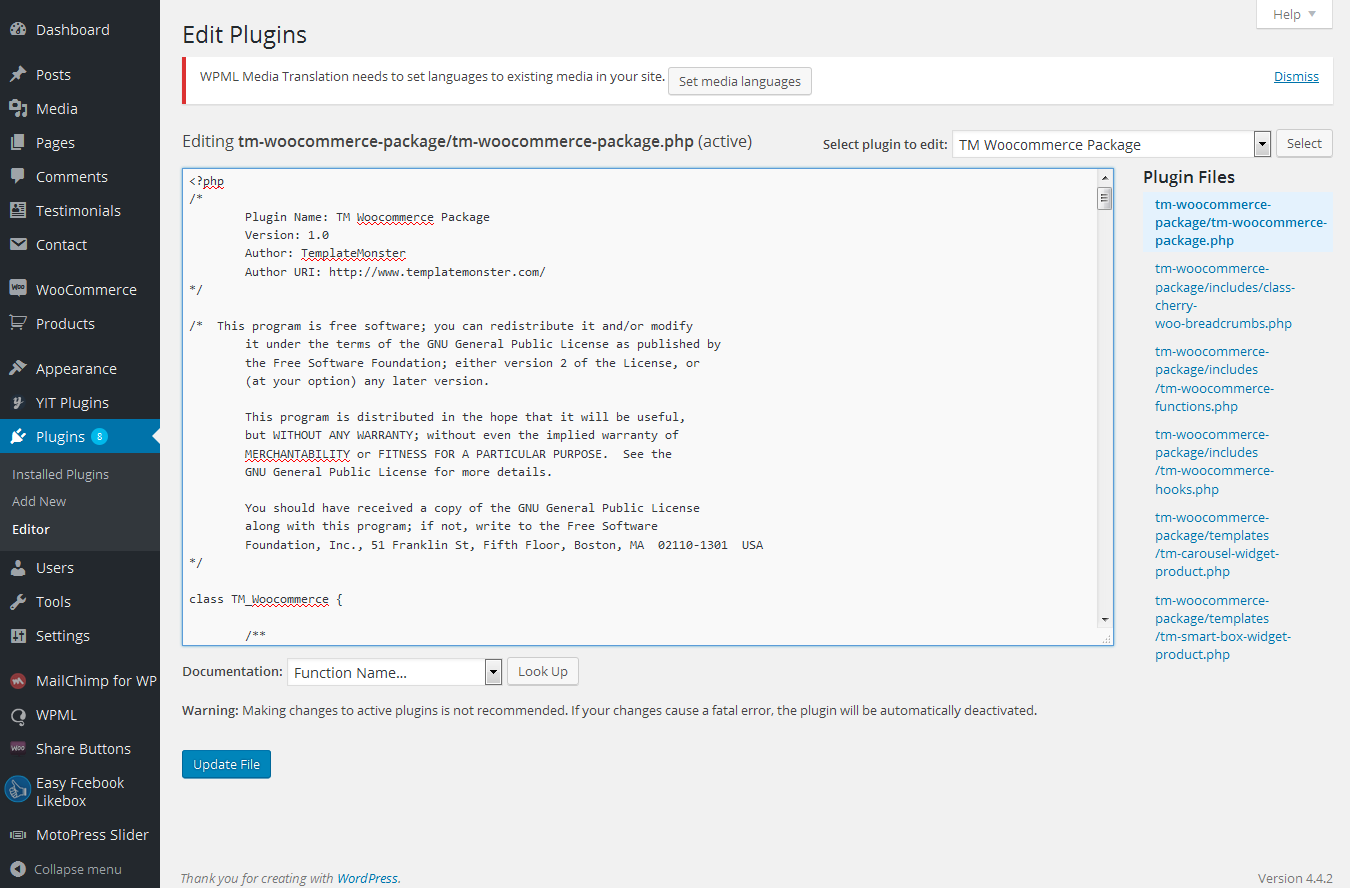 Dashboard
Posts
Media
Pages
Comments
Testimonials
Contact
WooCommerce
Products
Appearance
YIT Plugins
Plugins 8
Installed Plugins
Add New
Editor
Users
Tools
Settings
MailChimp for WP
WPML
Share Buttons
Easy Fcebook
Likebox
MotoPress Slider
Collapse menu
Help
Edit Plugins
WPML Media Translation needs to set languages to existing media in your site. Set media languages
Dismiss
Editing tm-woocommerce-package/tm-woocommerce-package.php (active)
Select plugin to edit: TM Woocommerce Package Select
<?php
/*
Plugin Name: TM Woocommerce Package
Version: 1.0
Author: TemplateMonster
Author URI: http://www.templatemonster.com/
*/
/* This program is free software; you can redistribute it and/or modify
it under the terms of the GNU General Public License as published by
the Free Software Foundation; either version 2 of the License, or
(at your option) any later version.
This program is distributed in the hope that it will be useful,
but WITHOUT ANY WARRANTY; without even the implied warranty of
MERCHANTABILITY or FITNESS FOR A PARTICULAR PURPOSE. See the
GNU General Public License for more details.
You should have received a copy of the GNU General Public License
along with this program; if not, write to the Free Software
Foundation, Inc., 51 Franklin St, Fifth Floor, Boston, MA 02110-1301 USA
*/
class TM_Woocommerce {
/**
Plugin Files
tm-woocommerce-
package/tm-woocommerce-
package.php
tm-woocommerce-
package/includes/class-
cherry-
woo-breadcrumbs.php
tm-woocommerce-
package/includes
/tm-woocommerce-
functions.php
tm-woocommerce-
package/includes
/tm-woocommerce-
hooks.php
tm-woocommerce-
package/templates
/tm-carousel-widget-
product.php
tm-woocommerce-
package/templates
/tm-smart-box-widget-
product.php
Documentation: Function Name... Look Up
Warning: Making changes to active plugins is not recommended. If your changes cause a fatal error, the plugin will be automatically deactivated.
Update File
Thank you for creating with WordPress.
Version 4.4.2